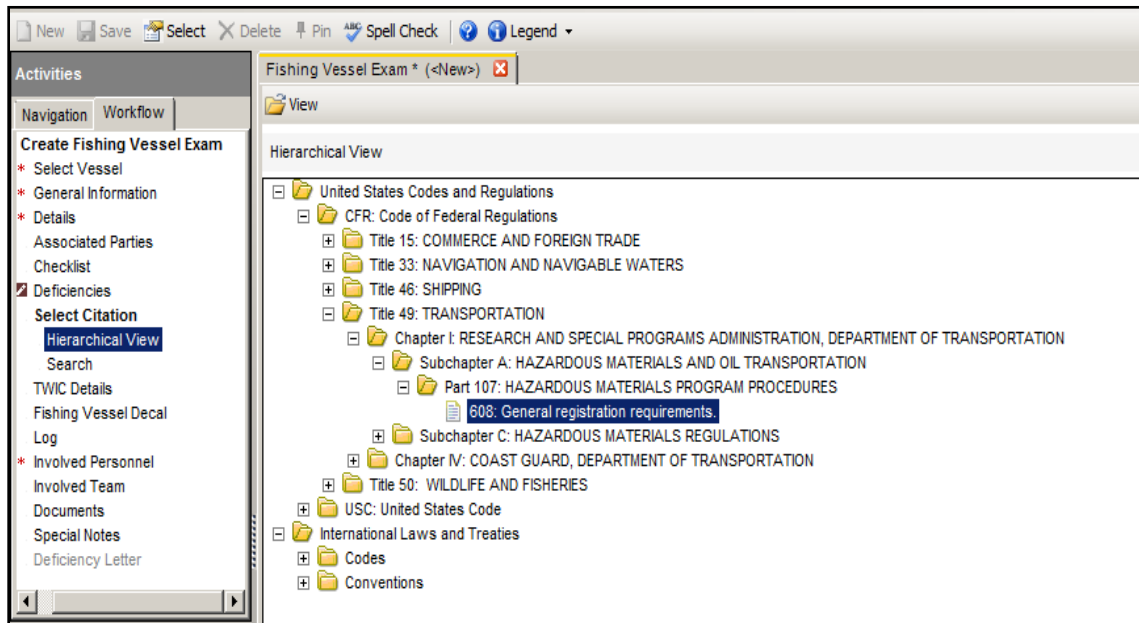 New Save Select Delete Pin ABC Spell Check ? i Legend
Activities
Navigation Workflow
Create Fishing Vessel Exam
* Select Vessel
* General Information
* Details
Associated Parties
Checklist
Deficiencies
Select Citation
Hierarchical View
Search
TWIC Details
Fishing Vessel Decal
Log
* Involved Personnel
Involved Team
Documents
Special Notes
Deficiency Letter
Fishing Vessel Exam * (<New>)
View
Hierarchical View
United States Codes and Regulations
CFR: Code of Federal Regulations
Title 15: COMMERCE AND FOREIGN TRADE
Title 33: NAVIGATION AND NAVIGABLE WATERS
Title 46: SHIPPING
Title 49: TRANSPORTATION
Chapter I: RESEARCH AND SPECIAL PROGRAMS ADMINISTRATION, DEPARTMENT OF TRANSPORTATION
Subchapter A: HAZARDOUS MATERIALS AND OIL TRANSPORTATION
Part 107: HAZARDOUS MATERIALS PROGRAM PROCEDURES
608: General registration requirements.
Subchapter C: HAZARDOUS MATERIALS REGULATIONS
Chapter IV: COAST GUARD, DEPARTMENT OF TRANSPORTATION
Title 50: WILDLIFE AND FISHERIES
USC: United States Code
International Laws and Treaties
Codes
Conventions